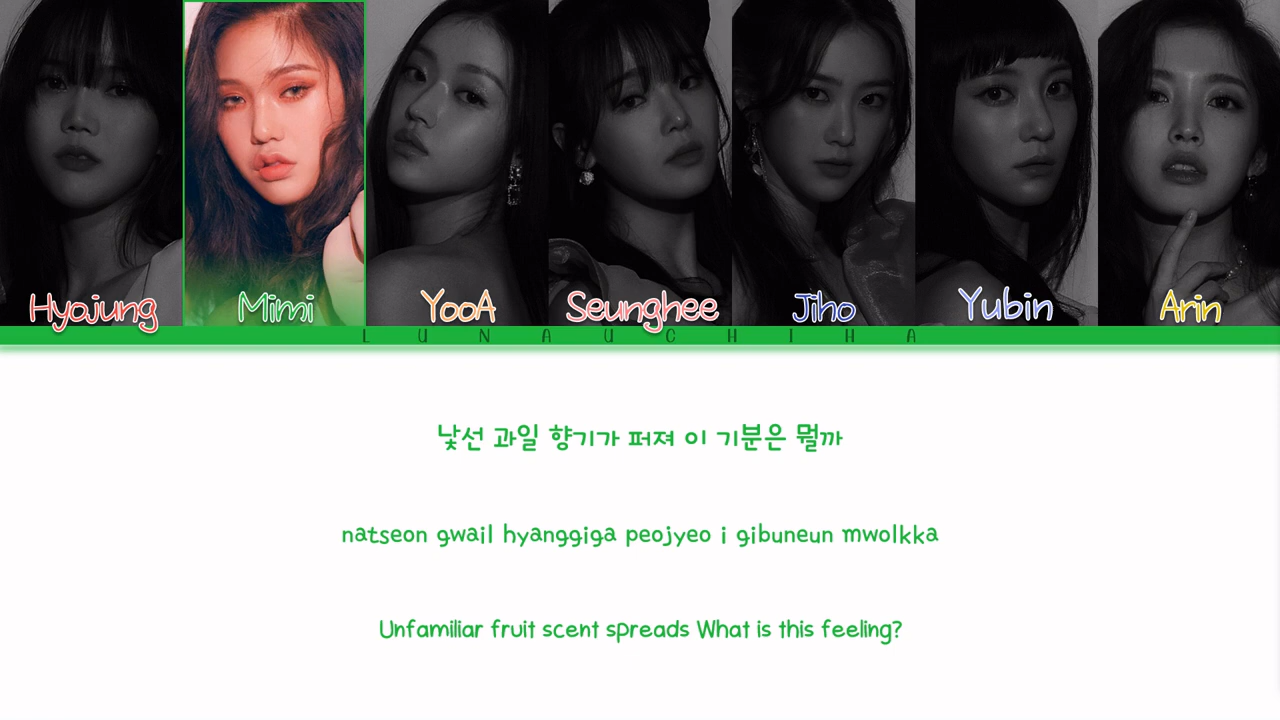 Hyojung Mimi YooA Seunghee Jiho Yubin Arin
LUNAUCHIHA
낯선 과일 향기가 퍼져 이 기분은 뭘까
natseon gwail hyanggiga peojyeo i gibuneun mwolkka
Unfamiliar fruit scent spreads What is this feeling?